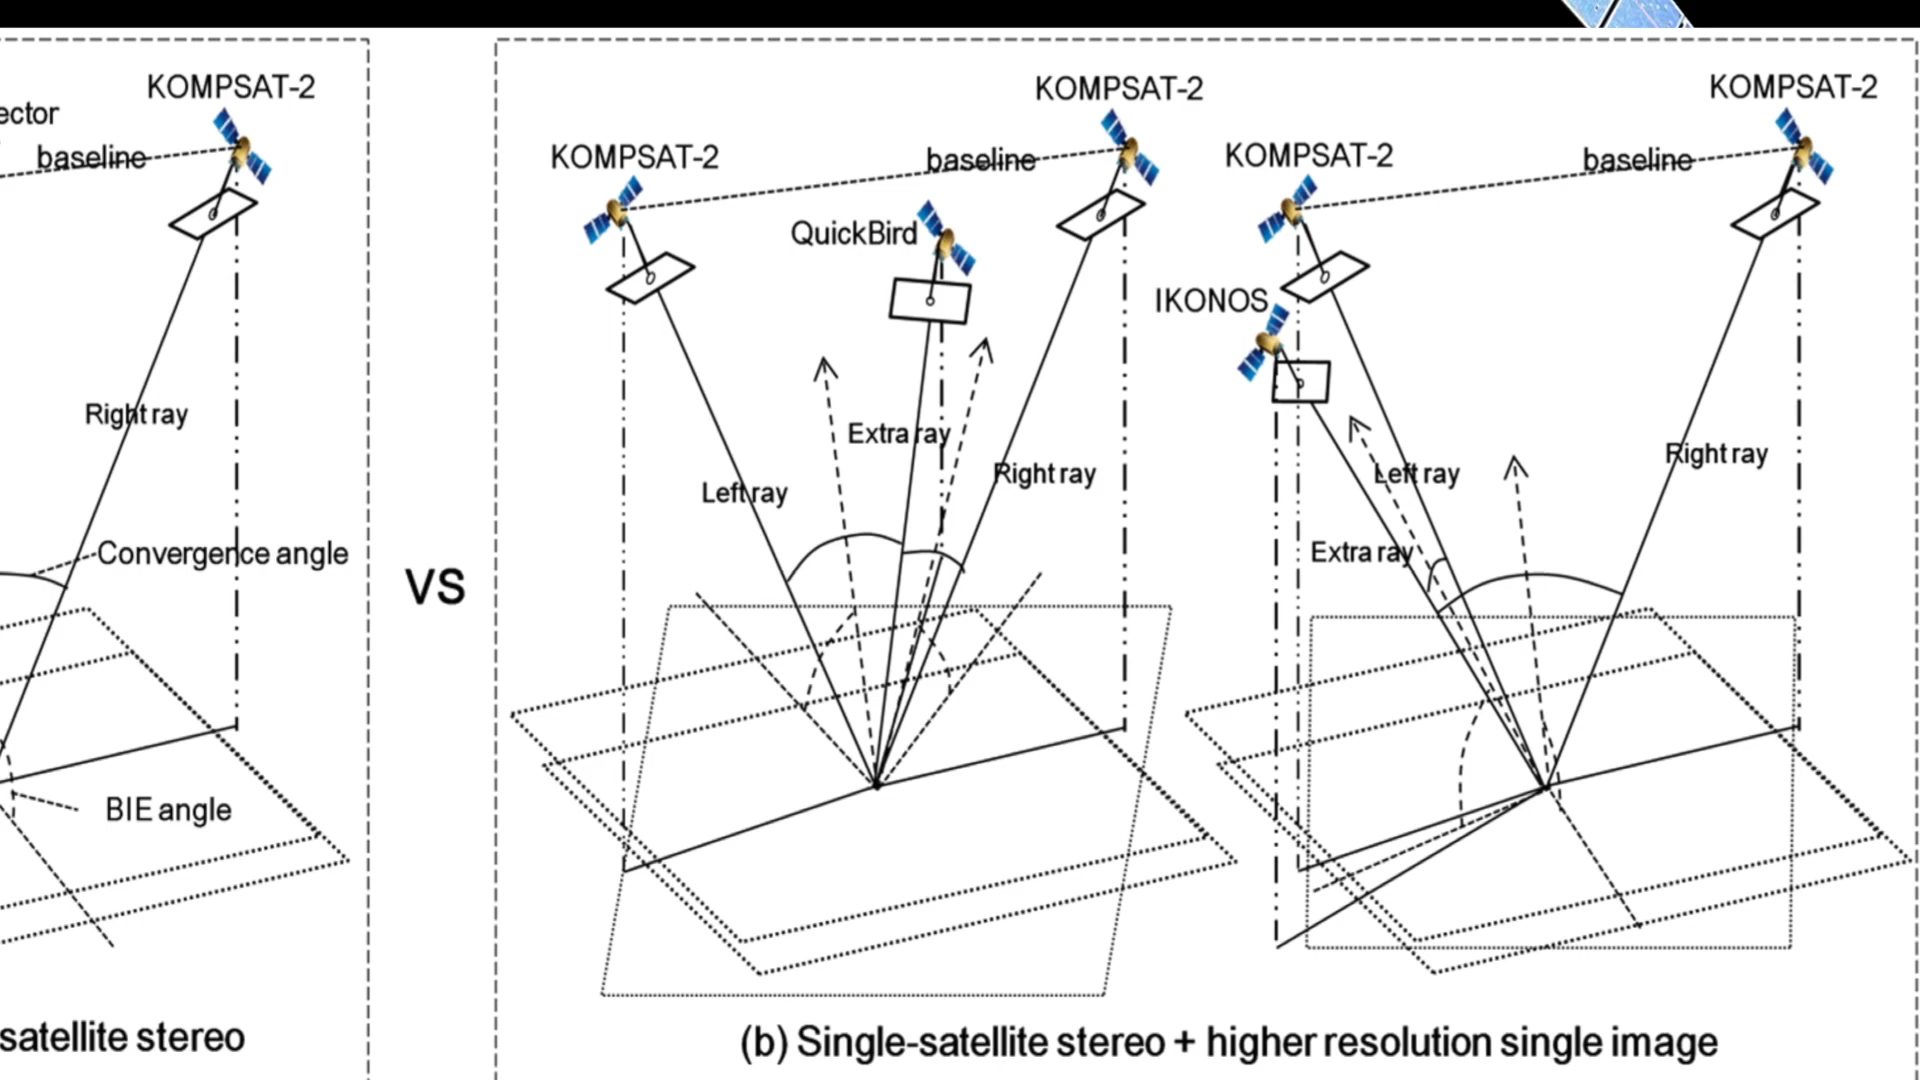 KOMPSAT-2
ector
baseline
Right ray
Convergence angle
BIE angle
satellite stereo
VS
KOMPSAT-2
KOMPSAT-2
baseline
QuickBird
Extra ray
Left ray
Right ray
KOMPSAT-2
KOMPSAT-2
baseline
IKONOS
Left ray
Right ray
Extra ray
(b) Single-satellite stereo + higher resolution single image